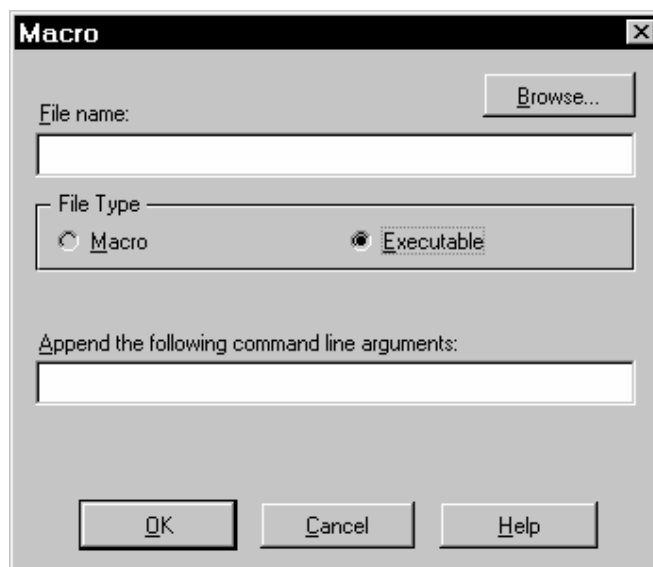 Macro
Browse...
File name:
File Type
Macro Executable
Append the following command line arguments:
OK Cancel Help